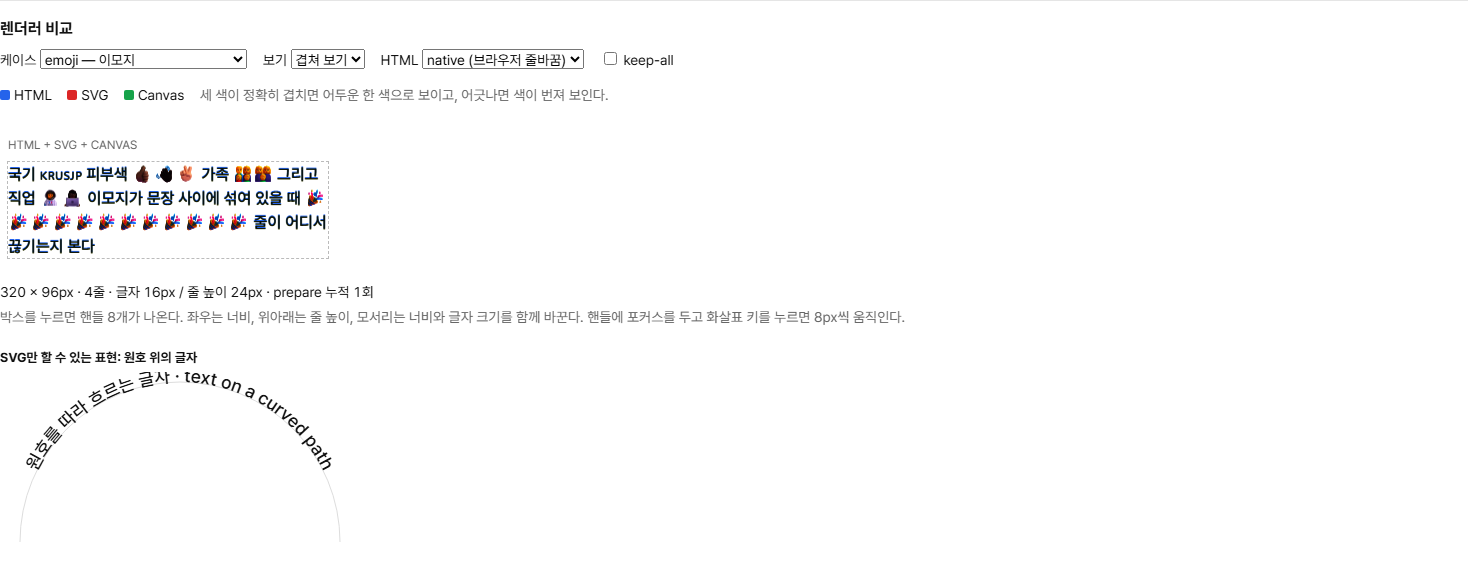 렌더러 비교
케이스 emoji — 이모지 보기 겹쳐 보기 HTML native (브라우저 줄바꿈) keep-all
HTML SVG Canvas 세 색이 정확히 겹치면 어두운 한 색으로 보이고, 어긋나면 색이 번져 보인다.
HTML + SVG + CANVAS
국기 KRUSJP 피부색 👍🏿 👋🏿 ✌🏼 가족 👪 👪 그리고
직업 🧑🏿‍🚀 🧑🏿‍💻 이모지가 문장 사이에 섞여 있을 때 🎉
🎉 🎉 🎉 🎉 🎉 🎉 🎉 🎉 🎉 🎉 🎉 줄이 어디서
끊기는지 본다
320 × 96px · 4줄 · 글자 16px / 줄 높이 24px · prepare 누적 1회
박스를 누르면 핸들 8개가 나온다. 좌우는 너비, 위아래는 줄 높이, 모서리는 너비와 글자 크기를 함께 바꾼다. 핸들에 포커스를 두고 화살표 키를 누르면 8px씩 움직인다.
SVG만 할 수 있는 표현: 원호 위의 글자
원호를 따라 흐르는 글자 · text on a curved path